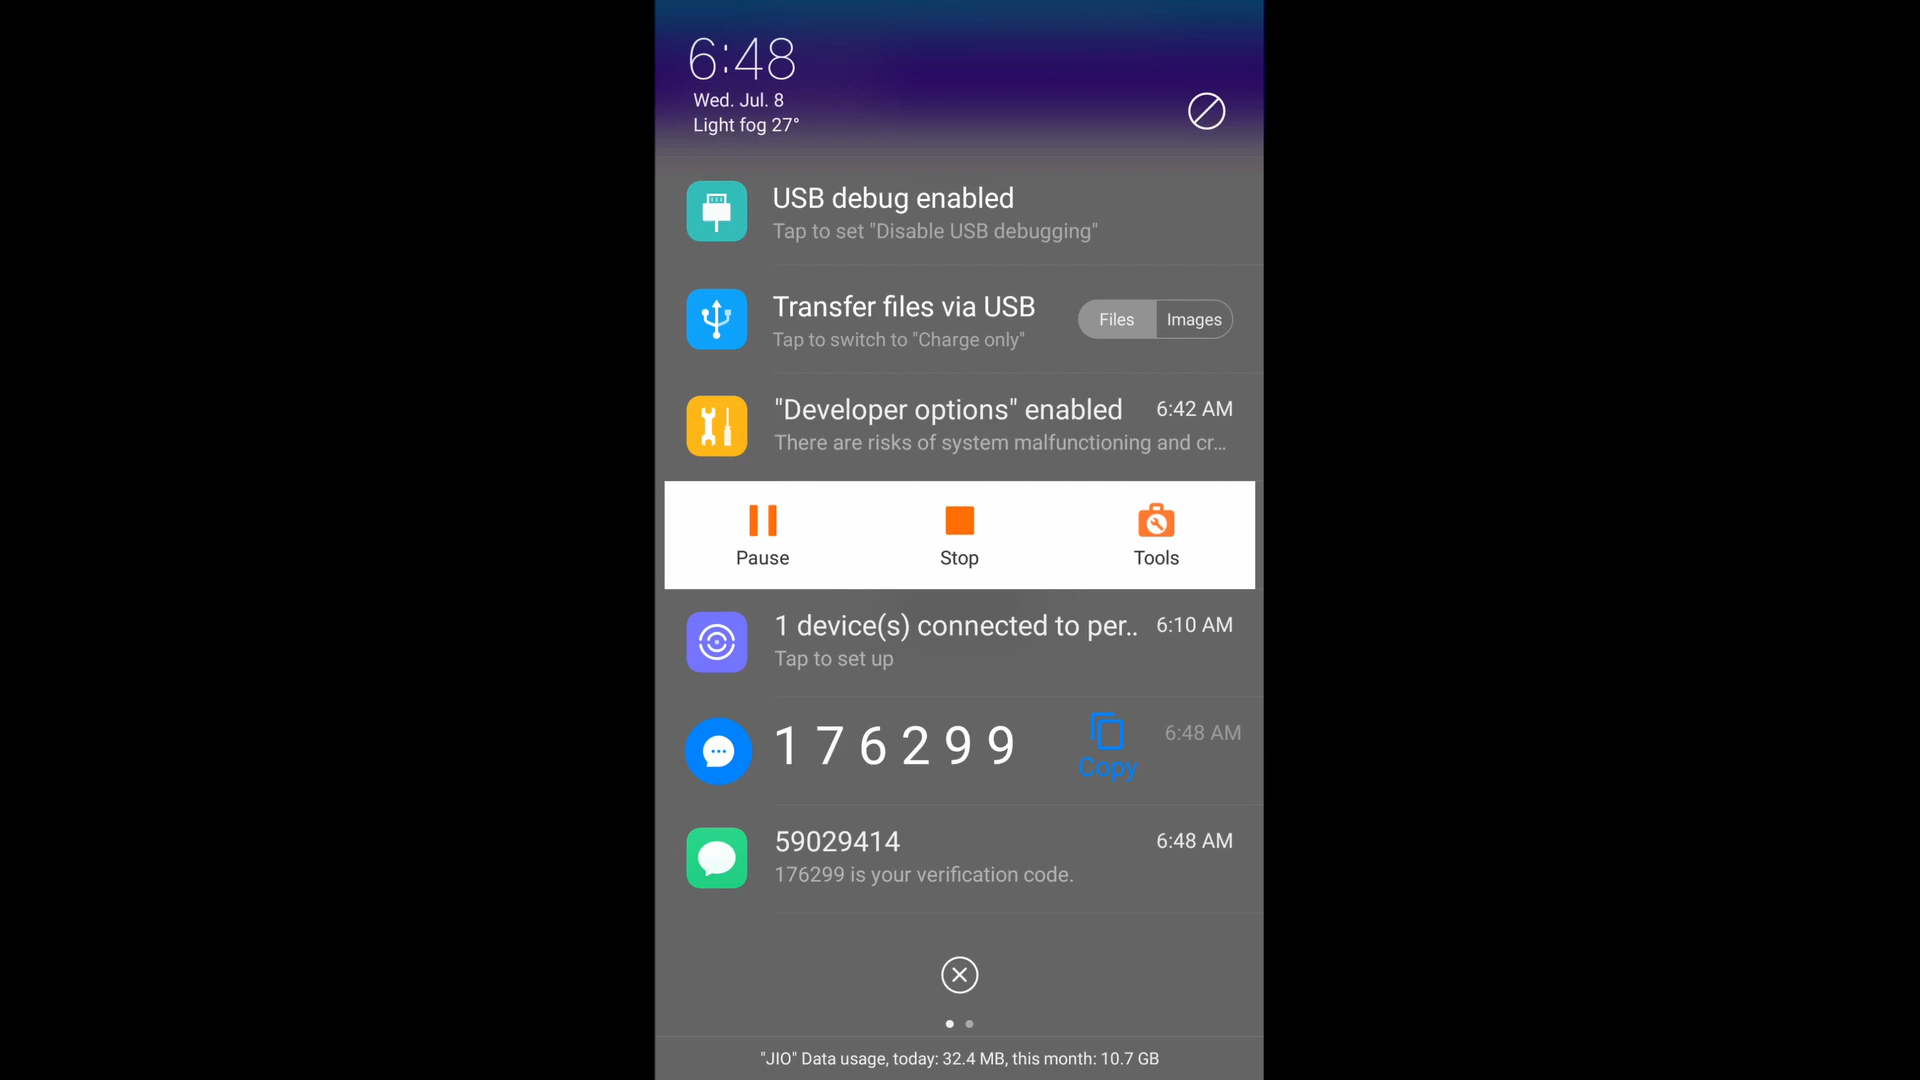 6:48
Wed. Jul. 8
Light fog 27°
USB debug enabled
Tap to set "Disable USB debugging"
Transfer files via USB
Files
Images
Tap to switch to "Charge only"
"Developer options" enabled
6:42 AM
There are risks of system malfunctioning and cr...
Pause
Stop
Tools
1 device(s) connected to per..
6:10 AM
Tap to set up
1 7 6 2 9 9
Copy
6:48 AM
59029414
6:48 AM
176299 is your verification code.
"JIO" Data usage, today: 32.4 MB, this month: 10.7 GB